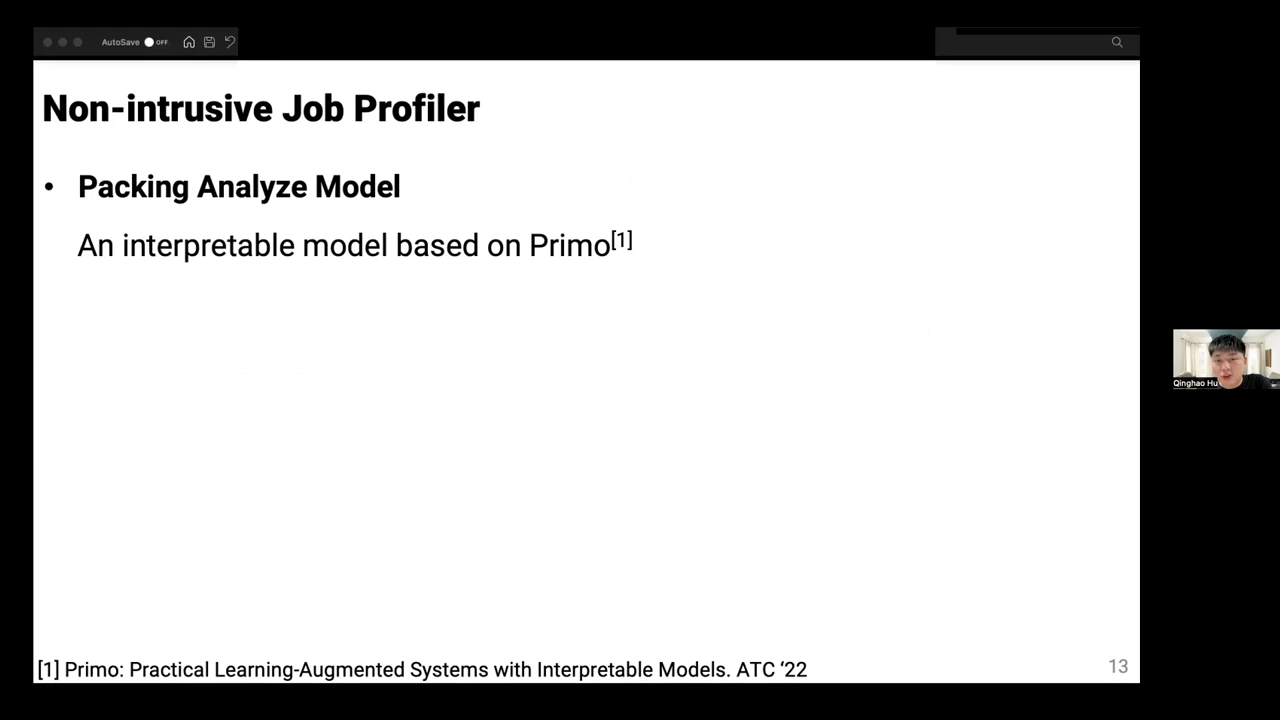 AutoSave OFF
Non-intrusive Job Profiler
• Packing Analyze Model
An interpretable model based on Primo[1]
Qinghao Hu
[1] Primo: Practical Learning-Augmented Systems with Interpretable Models. ATC ‘22
13